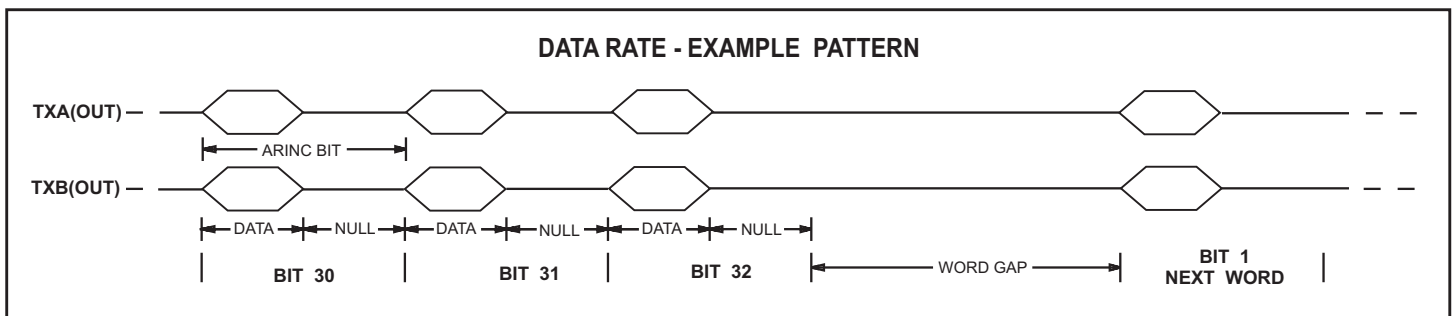 DATA RATE - EXAMPLE PATTERN
TXA(OUT)
ARINC BIT
TXB(OUT)
DATA NULL DATA NULL DATA NULL
BIT 30 BIT 31 BIT 32 WORD GAP BIT 1
NEXT WORD